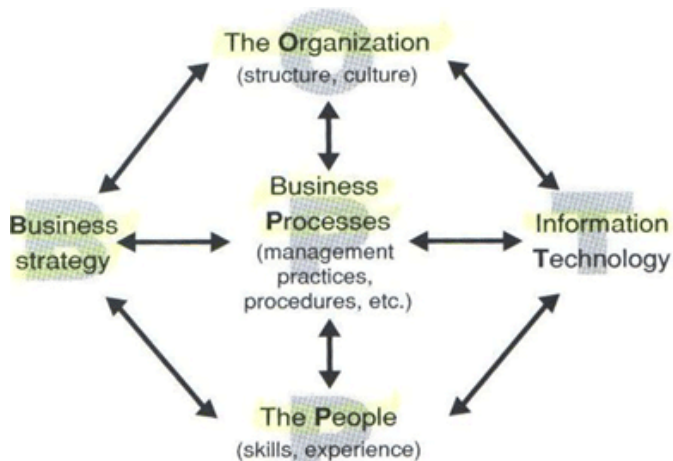 The Organization
(structure, culture)
Business
Processes
(management
practices,
procedures, etc.)
Business
strategy
Information
Technology
The People
(skills, experience)
O
B
P
T
P